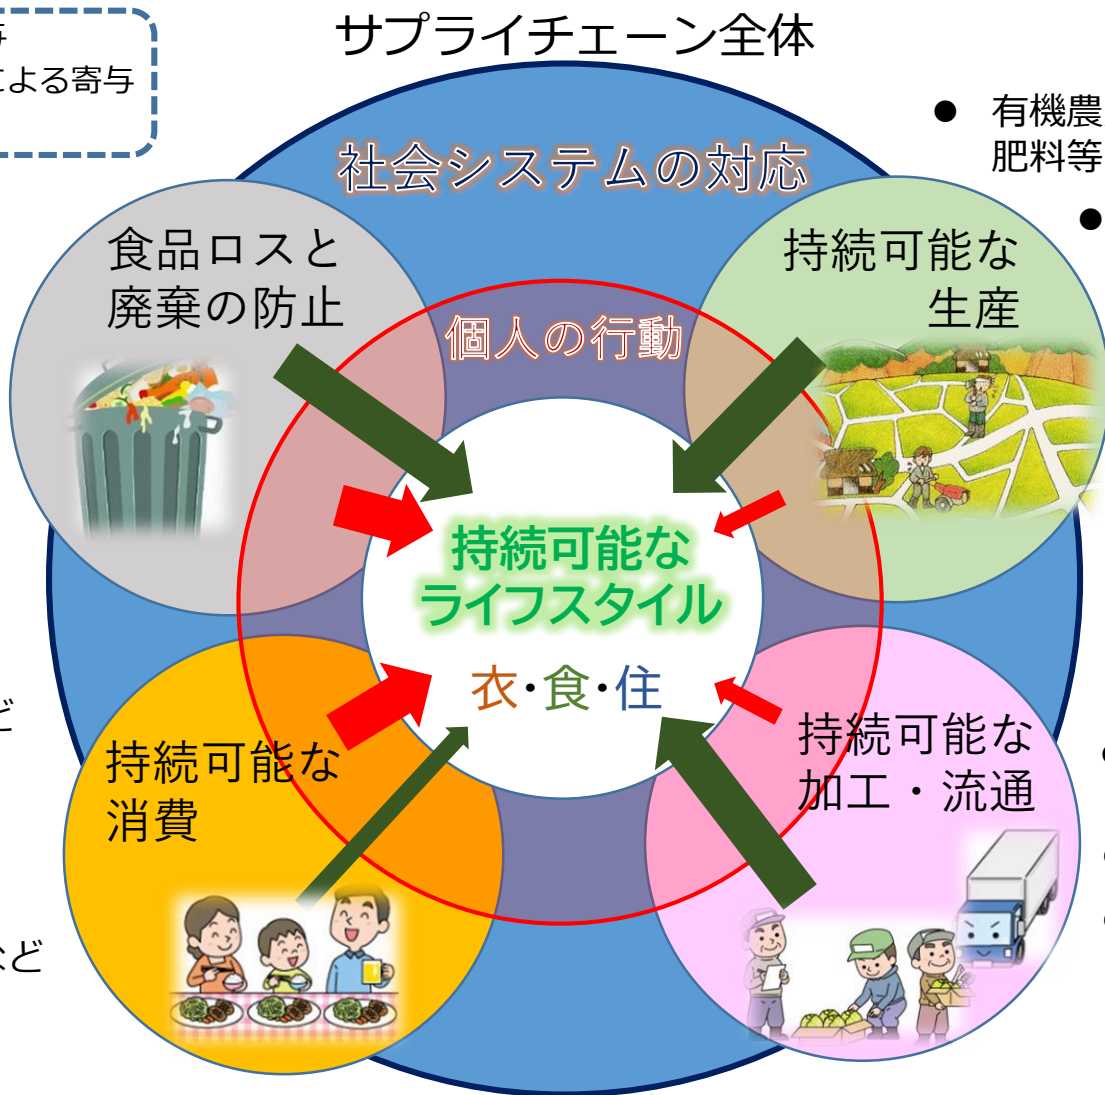 サプライチェーン全体
による寄与
● 有機農
肥料等
●
社会システムの対応
食品ロスと
廃棄の防止
持続可能な
生産
個人の行動
持続可能な
ライフスタイル
衣・食・住
持続可能な
消費
持続可能な
加工・流通
など